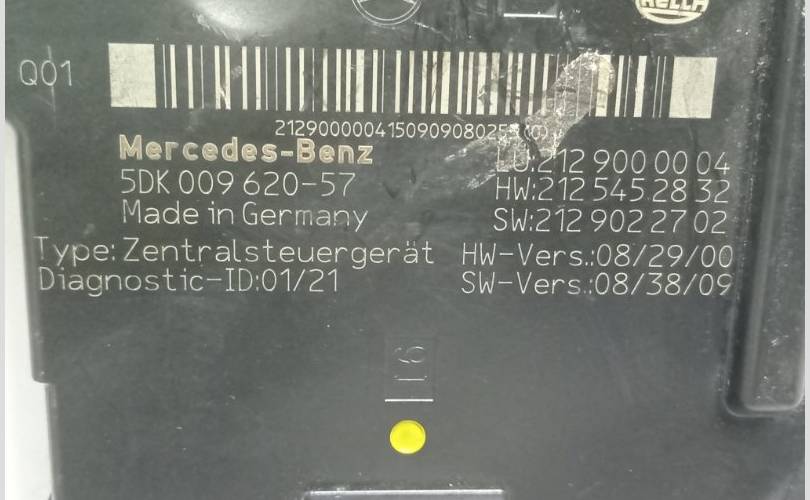 HELLA
Q01
Mercedes-Benz LU:212 900 00 04
5DK 009 620-57 HW:212 545 28 32
Made in Germany SW:212 902 27 02
Type: Zentralsteuergerät HW-Vers.:08/29/00
Diagnostic-ID:01/21 SW-Vers.:08/38/09
16